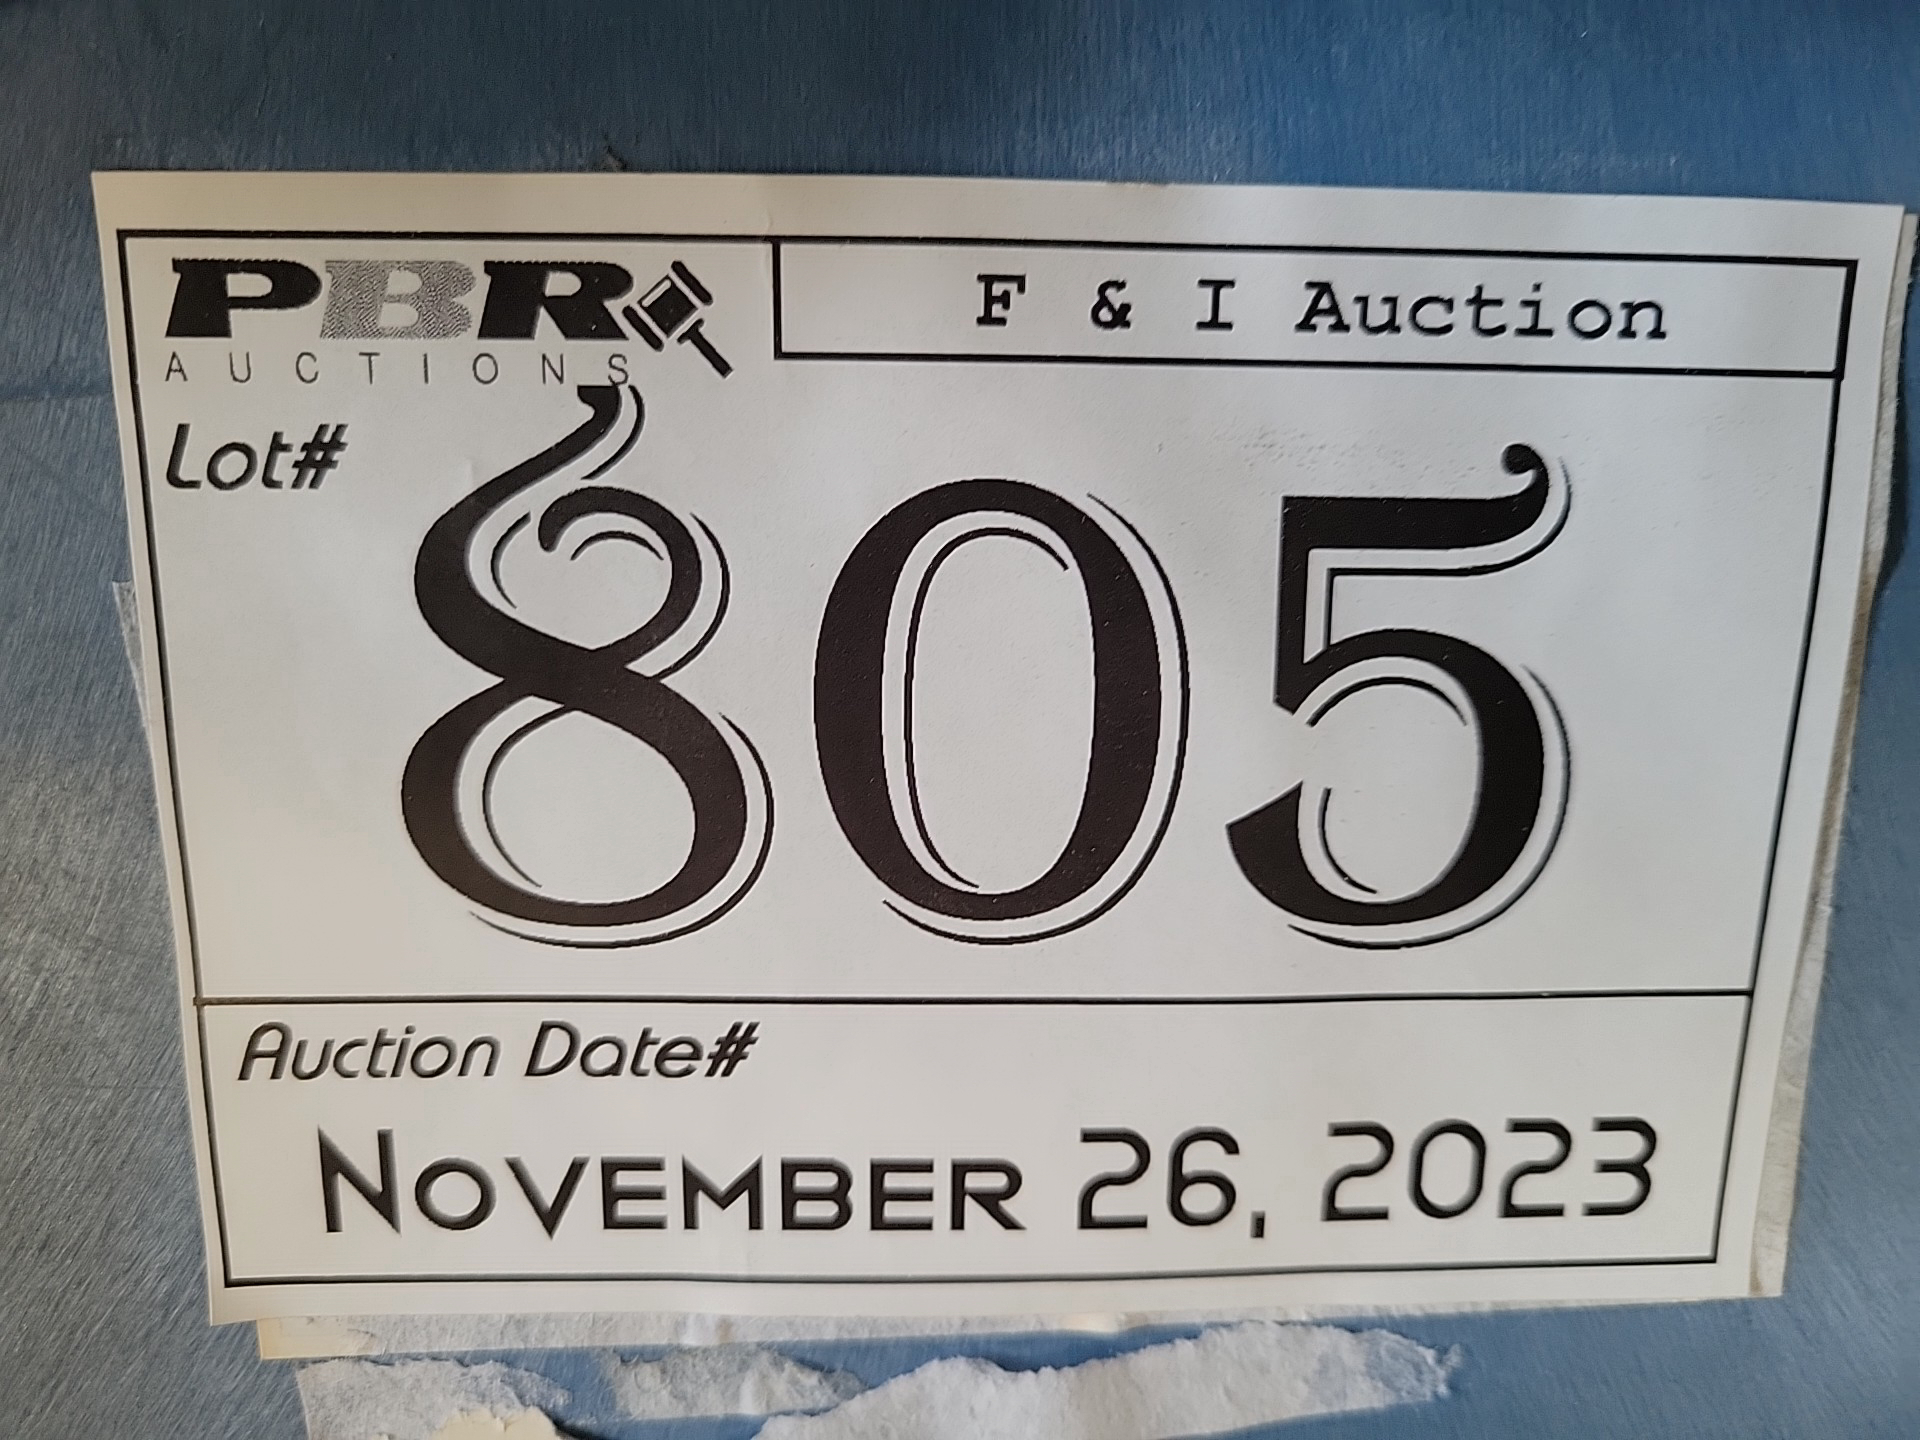 PBR
AUCTIONS
F & I Auction
Lot#
805
Auction Date#
November 26, 2023